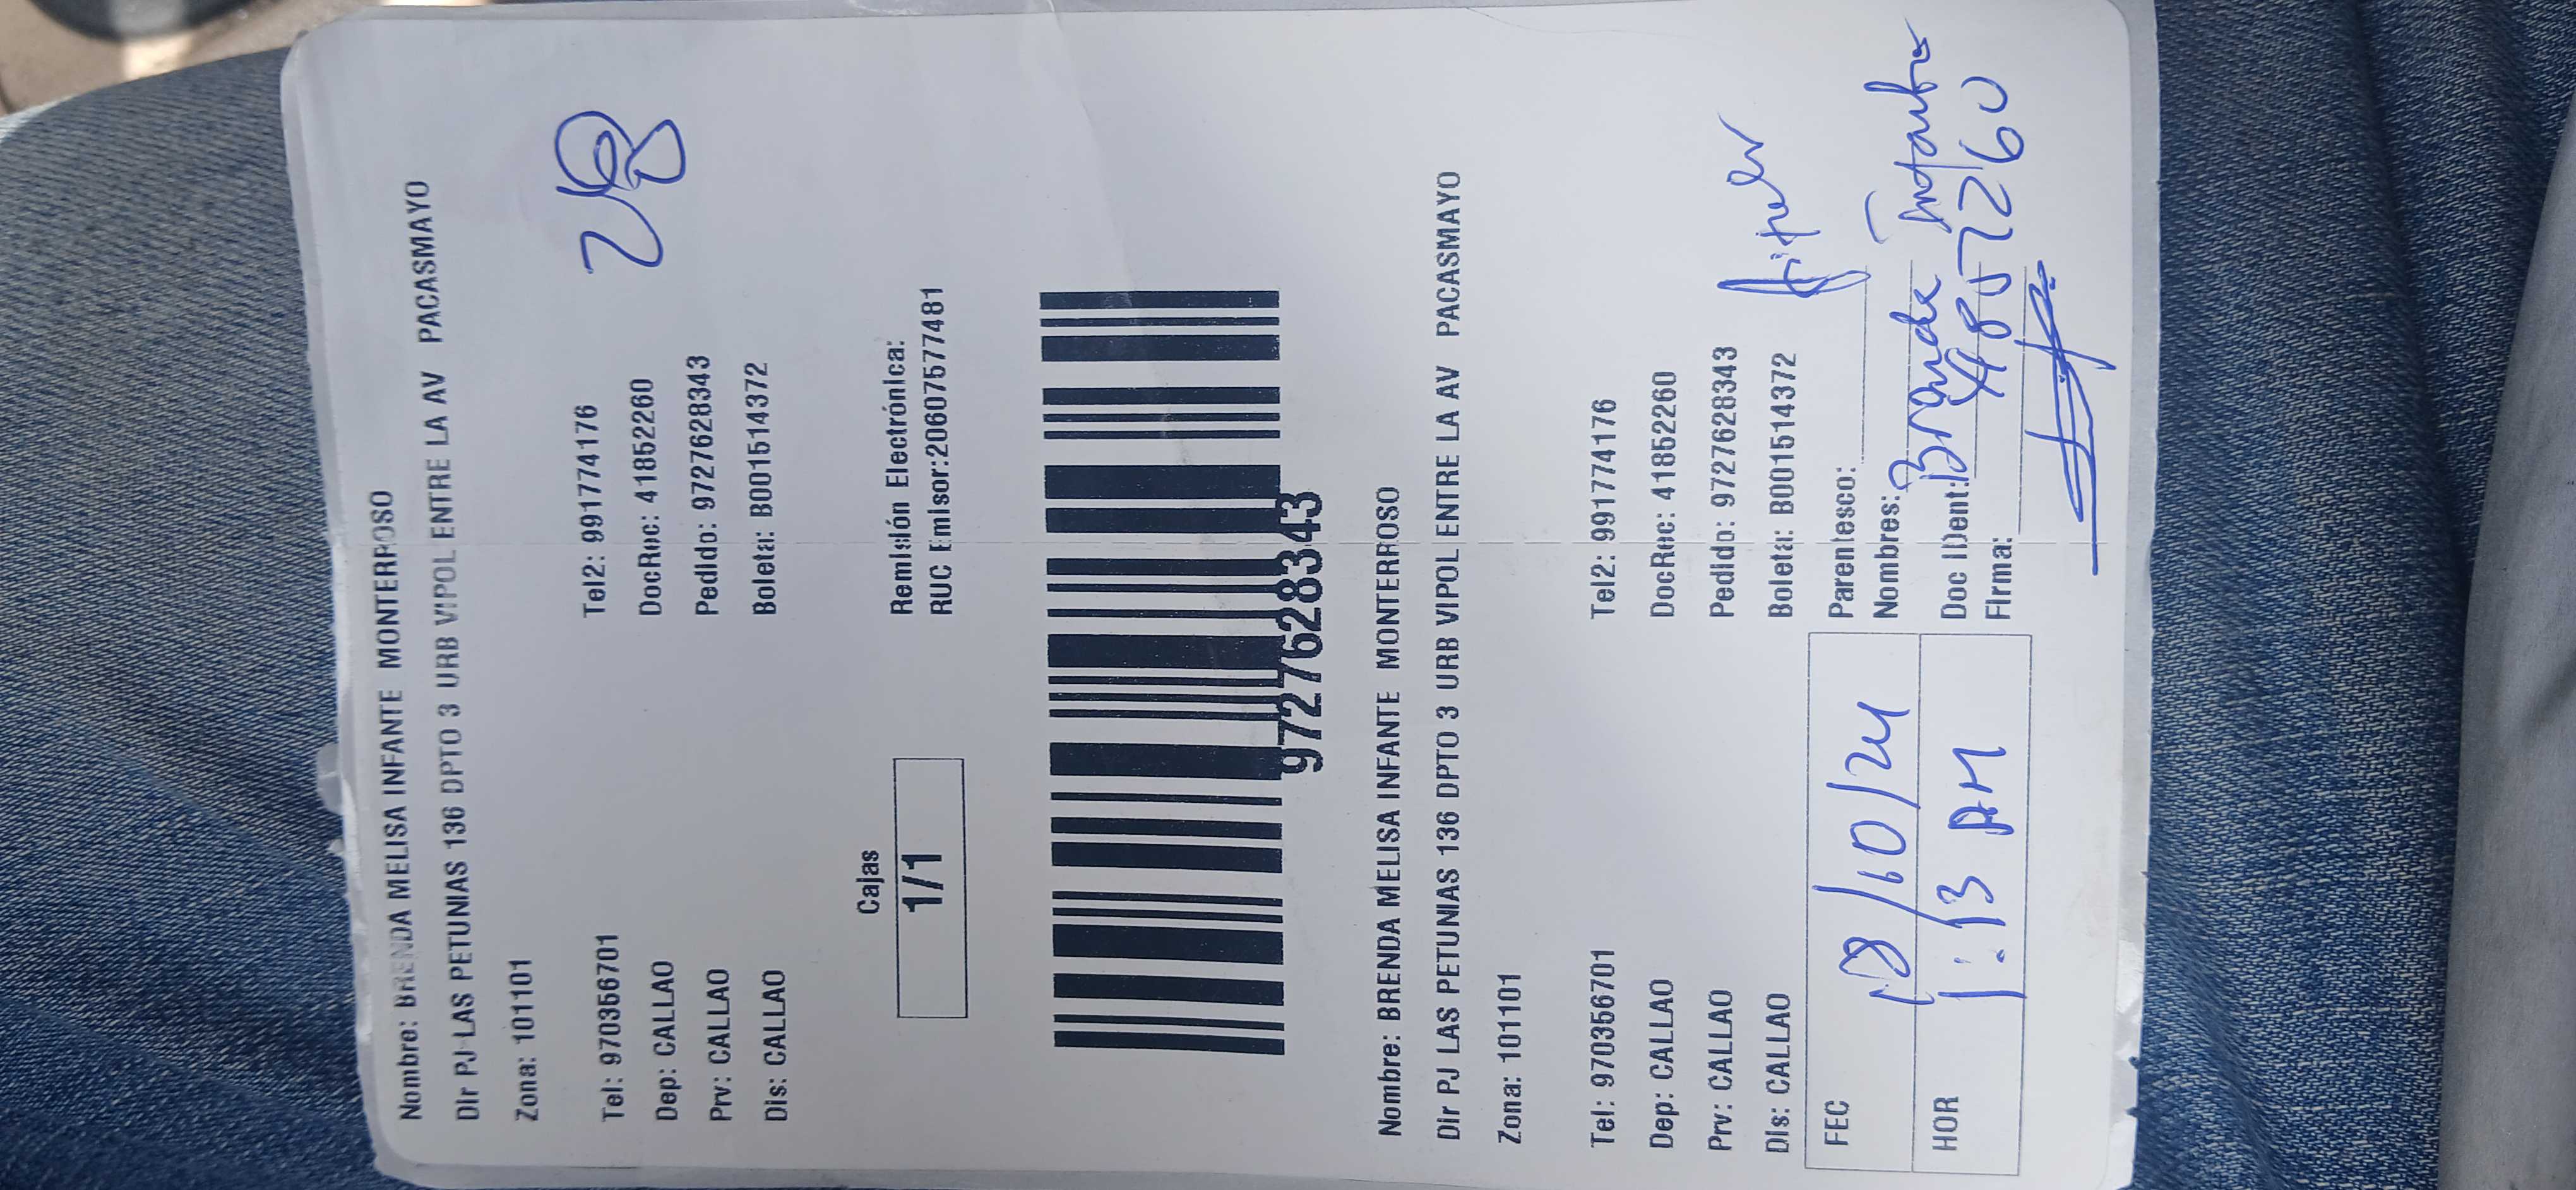 Nombre: BRENDA MELISA INFANTE MONTERROSO
Dir PJ LAS PETUNIAS 136 DPTO 3 URB VIPOL ENTRE LA AV PACASMAYO
Zona: 101101
Tel: 970356701 Tel2: 991774176
Dep: CALLAO DocRec: 41852260
Prv: CALLAO Pedido: 9727628343
Dis: CALLAO Boleta: B001514372
Cajas
1/1
Remisión Electrónica:
RUC Emisor:20607577481
97276283343
Nombre: BRENDA MELISA INFANTE MONTERROSO
Dir PJ LAS PETUNIAS 136 DPTO 3 URB VIPOL ENTRE LA AV PACASMAYO
Zona: 101101
Tel: 970356701 Tel2: 991774176
Dep: CALLAO DocRec: 41852260
Prv: CALLAO Pedido: 9727628343
Dis: CALLAO Boleta: B001514372
FEC 18/10/24
HOR 1:13 AM
Parentesco:
Nombres: Brenda Infante
Doc IDent: 41852260
Firma: